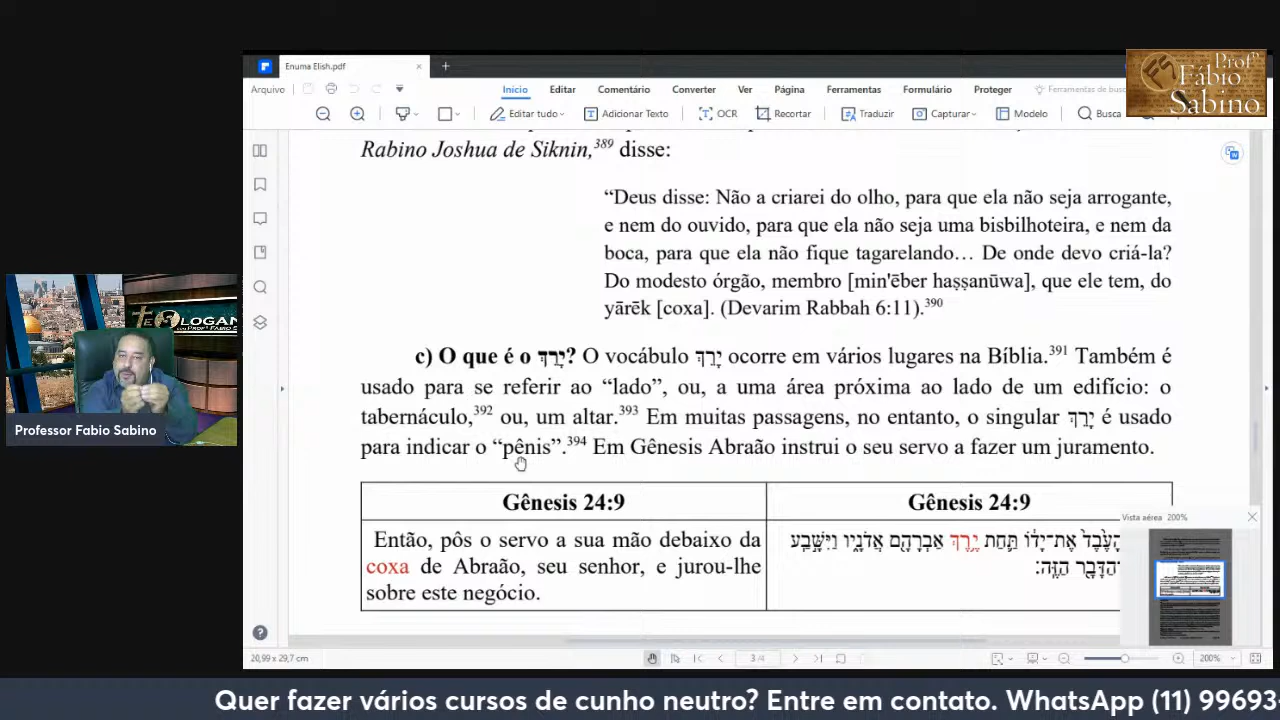 Enuma Elish.pdf
Profº
Fábio
Sabino
Arquivo
Início
Editar
Comentário
Converter
Ver
Página
Ferramentas
Formulário
Proteger
Ferramentas de busc
Editar tudo
Adicionar Texto
OCR
Recortar
Traduzir
Capturar
Modelo
Busca
Rabino Joshua de Siknin,389 disse:
“Deus disse: Não a criarei do olho, para que ela não seja arrogante,
e nem do ouvido, para que ela não seja uma bisbilhoteira, e nem da
boca, para que ela não fique tagarelando… De onde devo criá-la?
Do modesto órgão, membro [min'ēber haṣṣanūwa], que ele tem, do
yārēk [coxa]. (Devarim Rabbah 6:11).390
c) O que é o יָרֵךְ? O vocábulo יָרֵךְ ocorre em vários lugares na Bíblia.391 Também é
usado para se referir ao “lado”, ou, a uma área próxima ao lado de um edifício: o
tabernáculo,392 ou, um altar.393 Em muitas passagens, no entanto, o singular יָרֵךְ é usado
para indicar o “pênis”.394 Em Gênesis Abraão instrui o seu servo a fazer um juramento.
Gênesis 24:9
Gênesis 24:9
Então, pôs o servo a sua mão debaixo da
coxa de Abraão, seu senhor, e jurou-lhe
sobre este negócio.
הָעֶ֙בֶד֙ אֶת־יָד֔וֹ תַּ֛חַת יֶ֥רֶךְ אַבְרָהָ֖ם אֲדֹנָ֑יו וַיִּשָּׁ֣בַֽע
הַדָּבָ֖ר הַזֶּֽה׃
Vista aérea 200%
Professor Fabio Sabino
20,99 x 29,7 cm
3/4
200%
Quer fazer vários cursos de cunho neutro? Entre em contato. WhatsApp (11) 99693